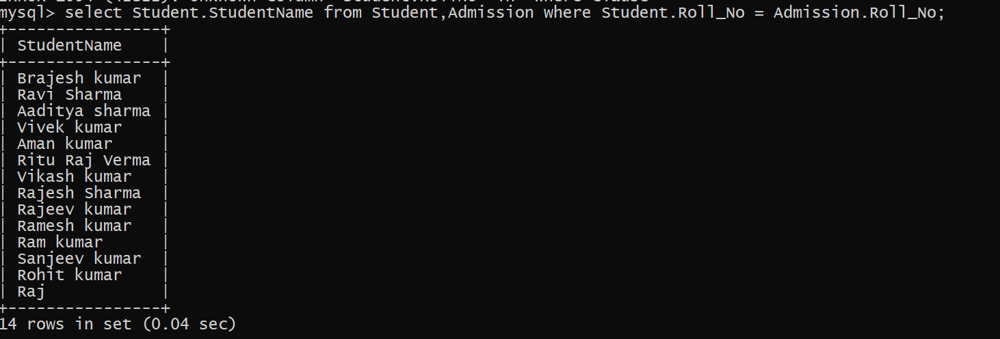 mysql> select Student.StudentName from Student,Admission where Student.Roll_No = Admission.Roll_No;
+----------------+
| StudentName    |
+----------------+
| Brajesh kumar  |
| Ravi Sharma    |
| Aaditya sharma |
| Vivek kumar    |
| Aman kumar     |
| Ritu Raj Verma |
| Vikash kumar   |
| Rajesh Sharma  |
| Rajeev kumar   |
| Ramesh kumar   |
| Ram kumar      |
| Sanjeev kumar  |
| Rohit kumar    |
| Raj            |
+----------------+
14 rows in set (0.04 sec)